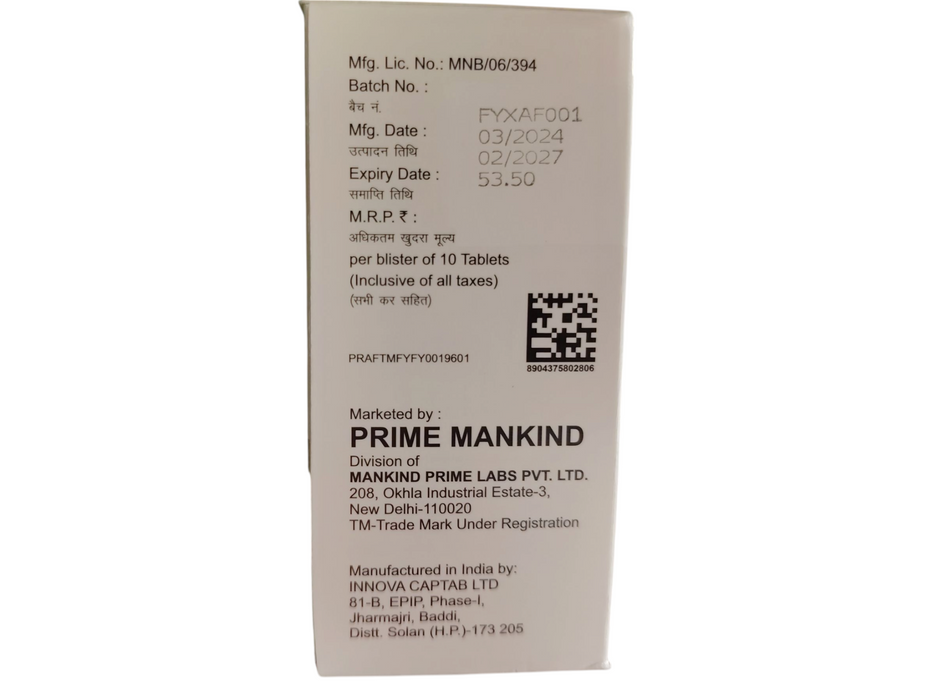 Mfg. Lic. No.: MNB/06/394
Batch No. :
बैच नं.
FYXAF001
Mfg. Date :
03/2024
उत्पादन तिथि
02/2027
Expiry Date :
53.50
समाप्ति तिथि
M.R.P. ₹ :
अधिकतम खुदरा मूल्य
per blister of 10 Tablets
(Inclusive of all taxes)
(सभी कर सहित)
PRAFTMFYFY0019601
8904375802806
Marketed by :
PRIME MANKIND
Division of
MANKIND PRIME LABS PVT. LTD.
208, Okhla Industrial Estate-3,
New Delhi-110020
TM-Trade Mark Under Registration
Manufactured in India by:
INNOVA CAPTAB LTD
81-B, EPIP, Phase-I,
Jharmajri, Baddi,
Distt. Solan (H.P.)-173 205